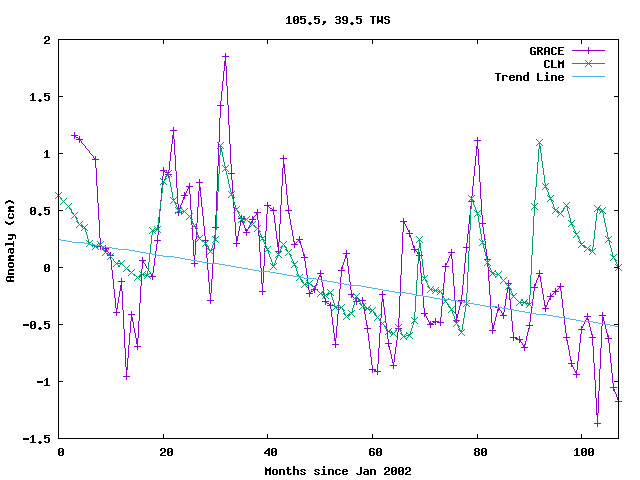 105.5, 39.5 TWS
GRACE
CLM
Trend Line
2
1.5
1
0.5
0
-0.5
-1
-1.5
Anomaly (cm)
0 20 40 60 80 100
Months since Jan 2002